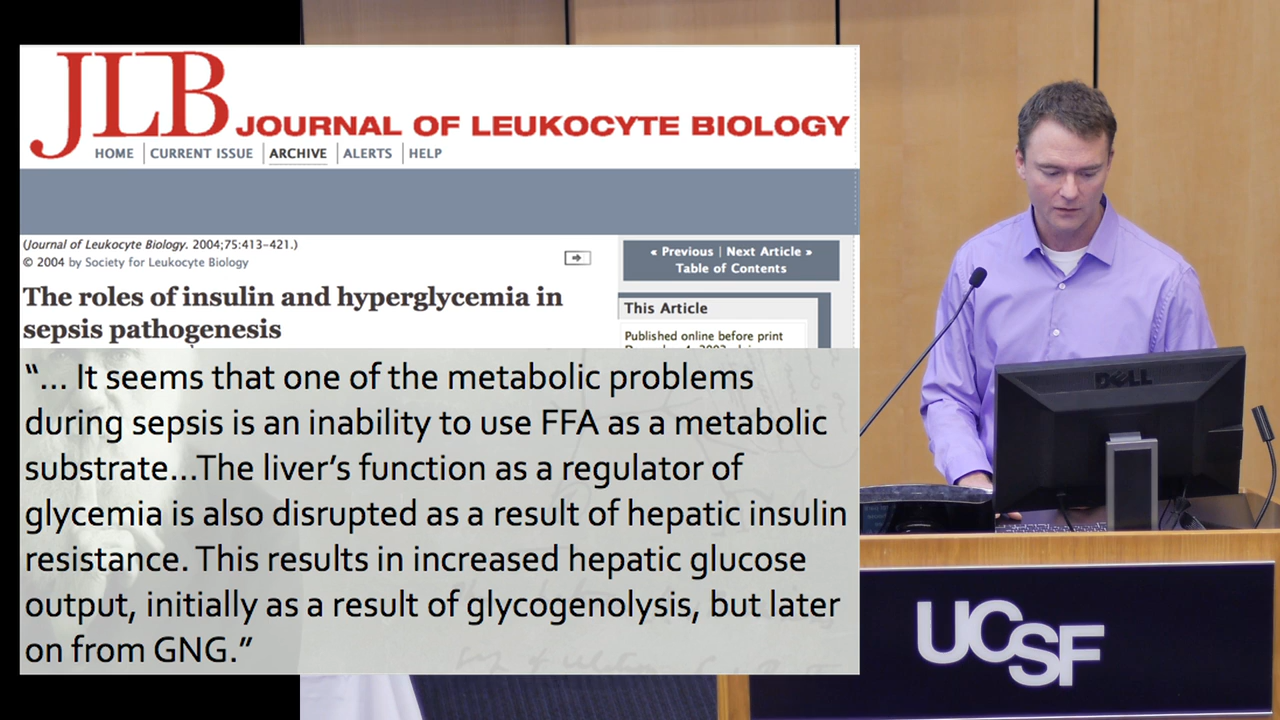 JLB JOURNAL OF LEUKOCYTE BIOLOGY
HOME CURRENT ISSUE ARCHIVE ALERTS HELP
(Journal of Leukocyte Biology. 2004;75:413–421.)
© 2004 by Society for Leukocyte Biology
« Previous | Next Article »
Table of Contents
The roles of insulin and hyperglycemia in
sepsis pathogenesis
This Article
Published online before print
“... It seems that one of the metabolic problems
during sepsis is an inability to use FFA as a metabolic
substrate...The liver’s function as a regulator of
glycemia is also disrupted as a result of hepatic insulin
resistance. This results in increased hepatic glucose
output, initially as a result of glycogenolysis, but later
on from GNG.”
DELL
UCSF